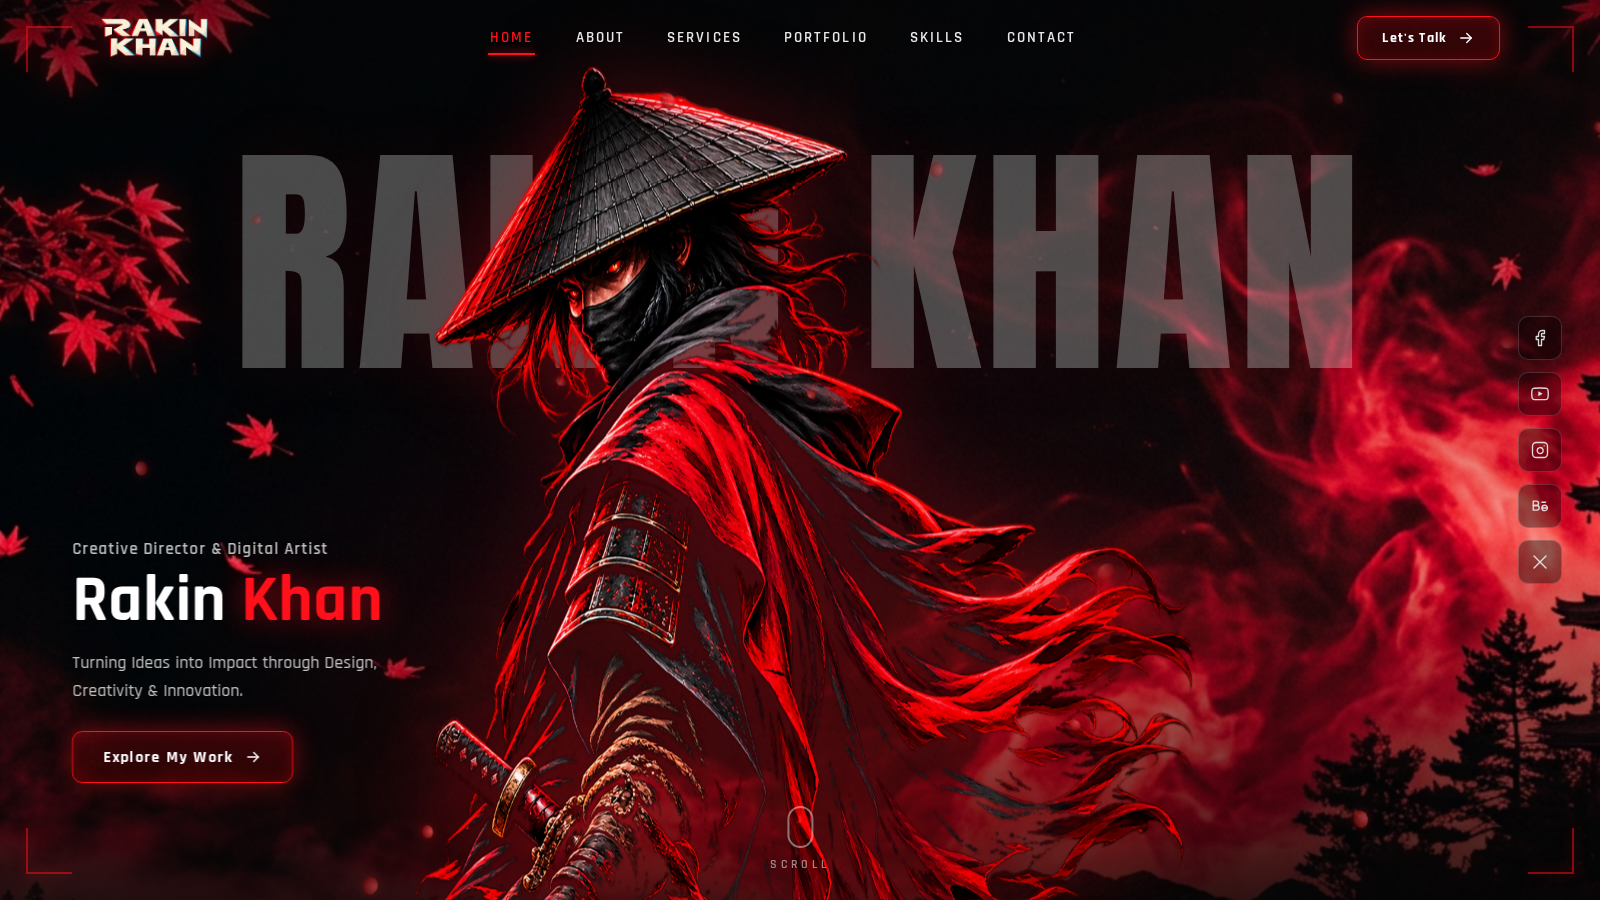 RAKIN
KHAN
HOME ABOUT SERVICES PORTFOLIO SKILLS CONTACT
Let's Talk
RAKIN KHAN
Creative Director & Digital Artist
Rakin Khan
Turning Ideas into Impact through Design,
Creativity & Innovation.
Explore My Work
SCROLL